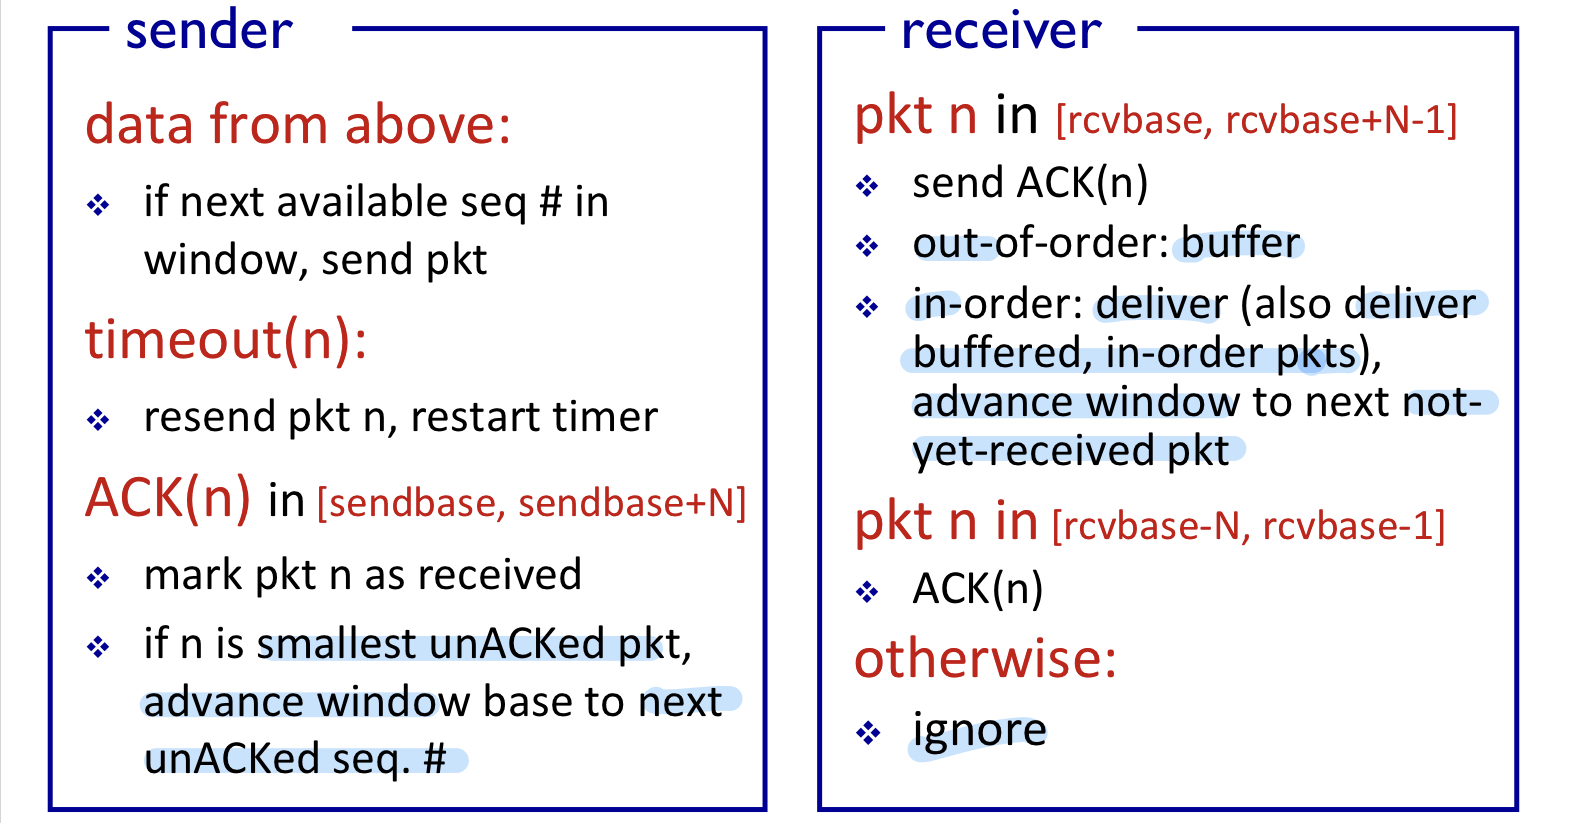 sender
data from above:
❖ if next available seq # in
window, send pkt
timeout(n):
❖ resend pkt n, restart timer
ACK(n) in [sendbase, sendbase+N]
❖ mark pkt n as received
❖ if n is smallest unACKed pkt,
advance window base to next
unACKed seq. #
receiver
pkt n in [rcvbase, rcvbase+N-1]
❖ send ACK(n)
❖ out-of-order: buffer
❖ in-order: deliver (also deliver
buffered, in-order pkts),
advance window to next not-
yet-received pkt
pkt n in [rcvbase-N, rcvbase-1]
❖ ACK(n)
otherwise:
❖ ignore